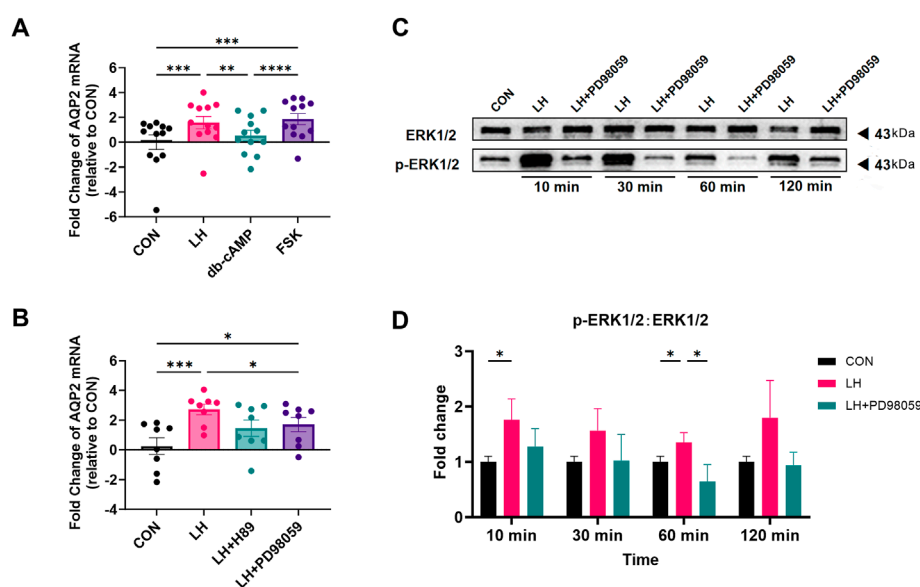 A
Fold Change of AQP2 mRNA
(relative to CON)
***
*** ** ****
6
4
2
0
-2
-4
-6
CON
LH
db-cAMP
FSK
B
Fold Change of AQP2 mRNA
(relative to CON)
*
*** *
6
4
2
0
-2
-4
CON
LH
LH+H89
LH+PD98059
C
CON LH LH+PD98059 LH LH+PD98059 LH LH+PD98059 LH LH+PD98059
ERK1/2 43kDa
p-ERK1/2 43kDa
10 min 30 min 60 min 120 min
D
p-ERK1/2:ERK1/2
Fold change
3
2
1
0
* * *
10 min 30 min 60 min 120 min
Time
CON
LH
LH+PD98059